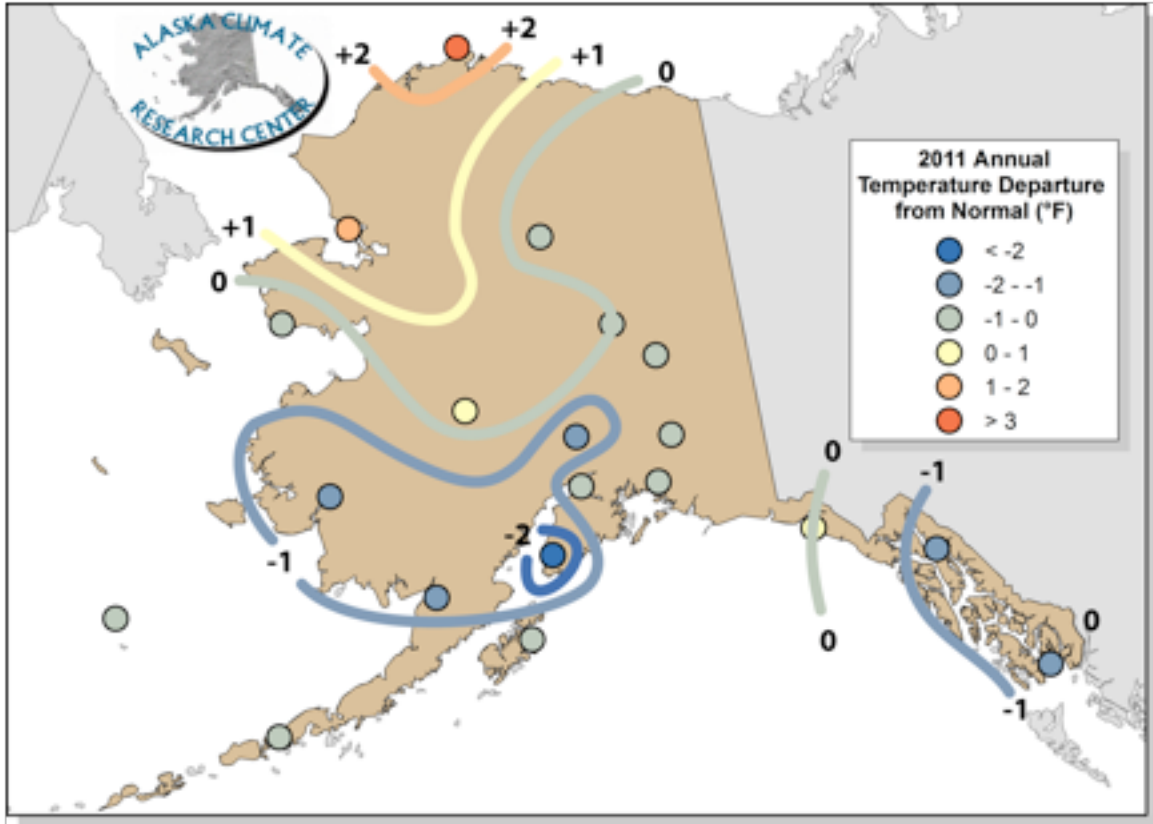 ALASKA CLIMATE
RESEARCH CENTER
+2
+2
+1
0
+1
0
2011 Annual
Temperature Departure
from Normal (°F)
< -2
-2 - -1
-1 - 0
0 - 1
1 - 2
> 3
0
-1
-2
-1
0
0
-1